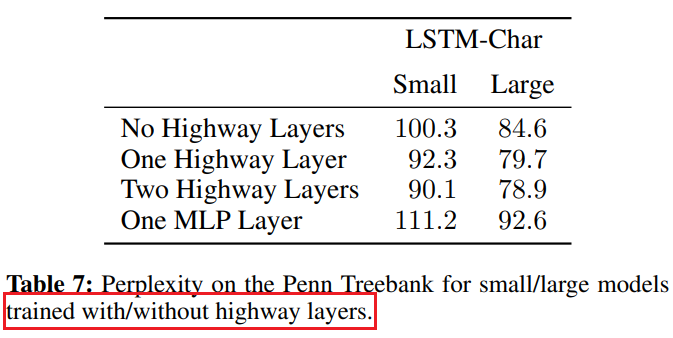 LSTM-Char
Small Large
No Highway Layers 100.3 84.6
One Highway Layer 92.3 79.7
Two Highway Layers 90.1 78.9
One MLP Layer 111.2 92.6
Table 7: Perplexity on the Penn Treebank for small/large models
trained with/without highway layers.